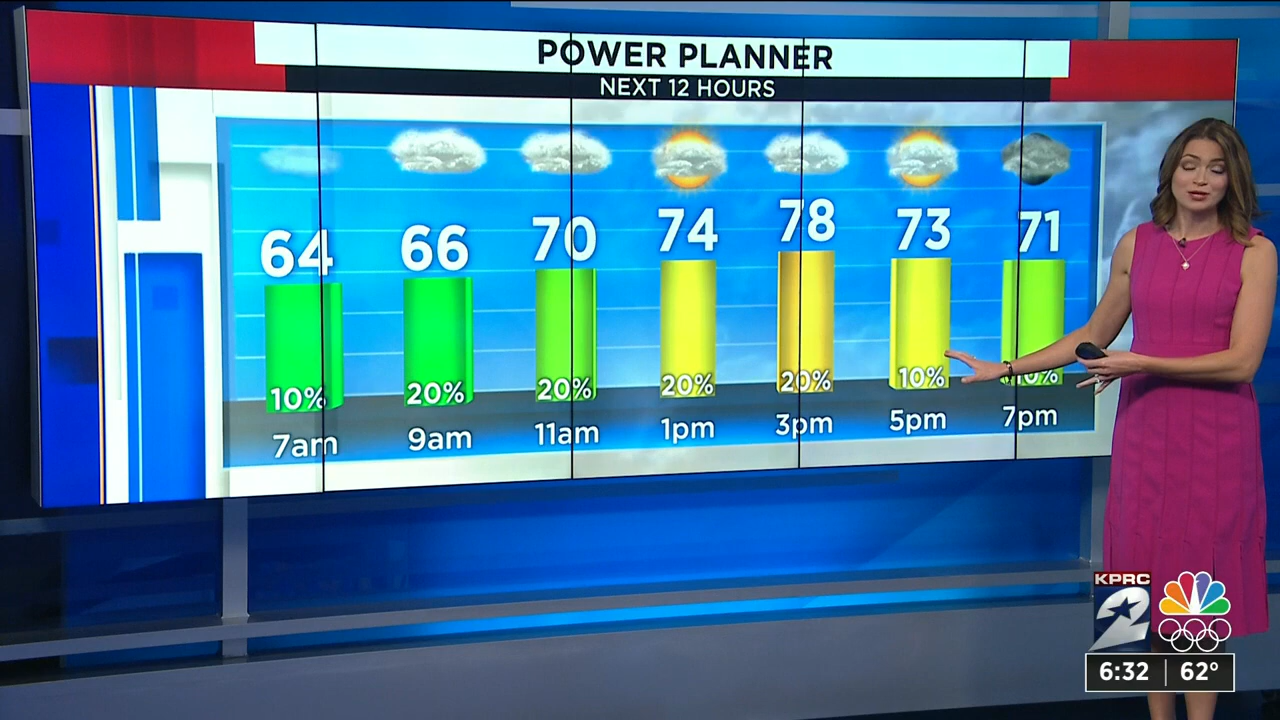 POWER PLANNER
NEXT 12 HOURS
64 66 70 74 78 73 71
10% 20% 20% 20% 20% 10% 10%
7am 9am 11am 1pm 3pm 5pm 7pm
KPRC
2
6:32 62°